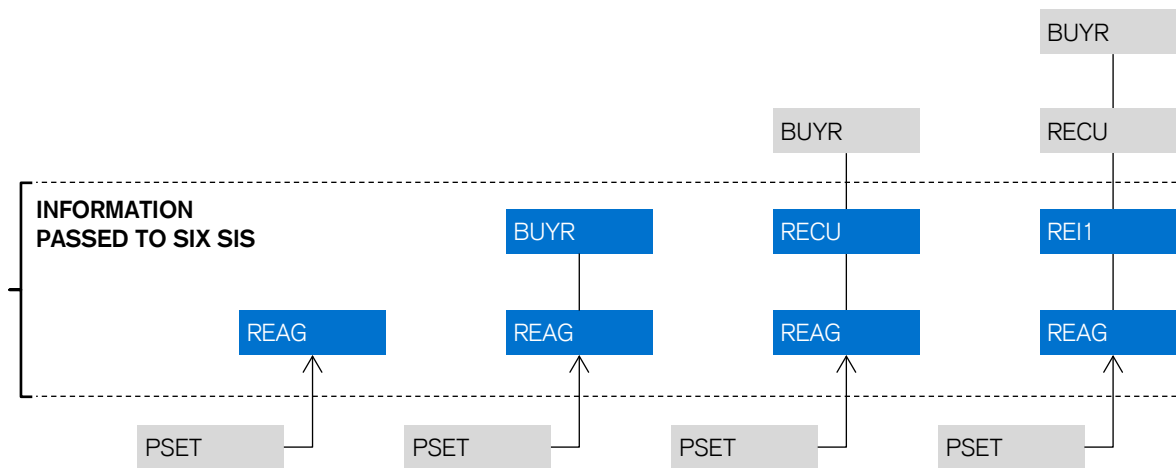 BUYR
BUYR
RECU
INFORMATION
PASSED TO SIX SIS
BUYR
RECU
REI1
REAG
REAG
REAG
REAG
PSET
PSET
PSET
PSET